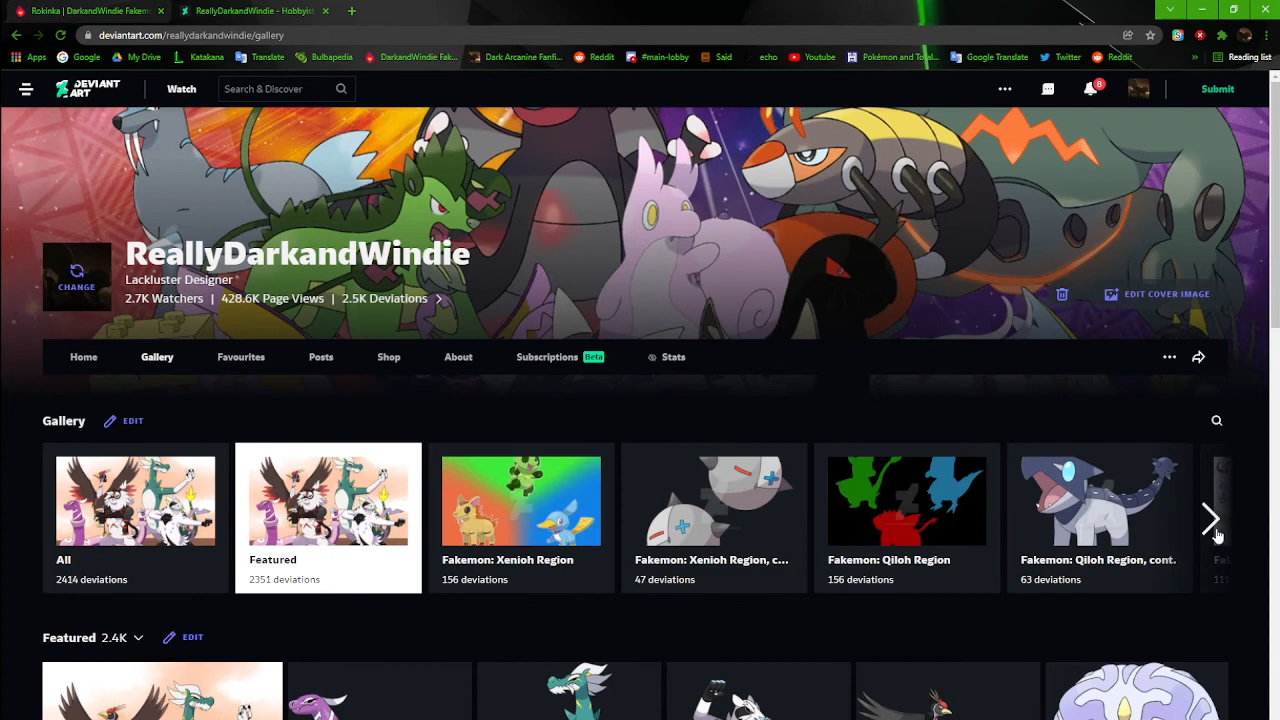 Rokinka | DarkandWindie Fakem
ReallyDarkandWindie - Hobbyist
deviantart.com/reallydarkandwindie/gallery
Apps Google My Drive Katakana Translate Bulbapedia DarkandWindie Fak... Dark Arcanine Fanfi... Reddit #main-lobby Said echo Youtube Pokémon and Total... Google Translate Twitter Reddit » Reading list
DEVIANT ART Watch Search & Discover 8 Submit
ReallyDarkandWindie
Lackluster Designer
CHANGE
2.7K Watchers | 428.6K Page Views | 2.5K Deviations
EDIT COVER IMAGE
Home Gallery Favourites Posts Shop About Subscriptions Beta Stats
Gallery EDIT
All
2414 deviations
Featured
2351 deviations
Fakemon: Xenioh Region
156 deviations
Fakemon: Xenioh Region, c...
47 deviations
Fakemon: Qiloh Region
156 deviations
Fakemon: Qiloh Region, cont.
63 deviations
Featured 2.4K EDIT